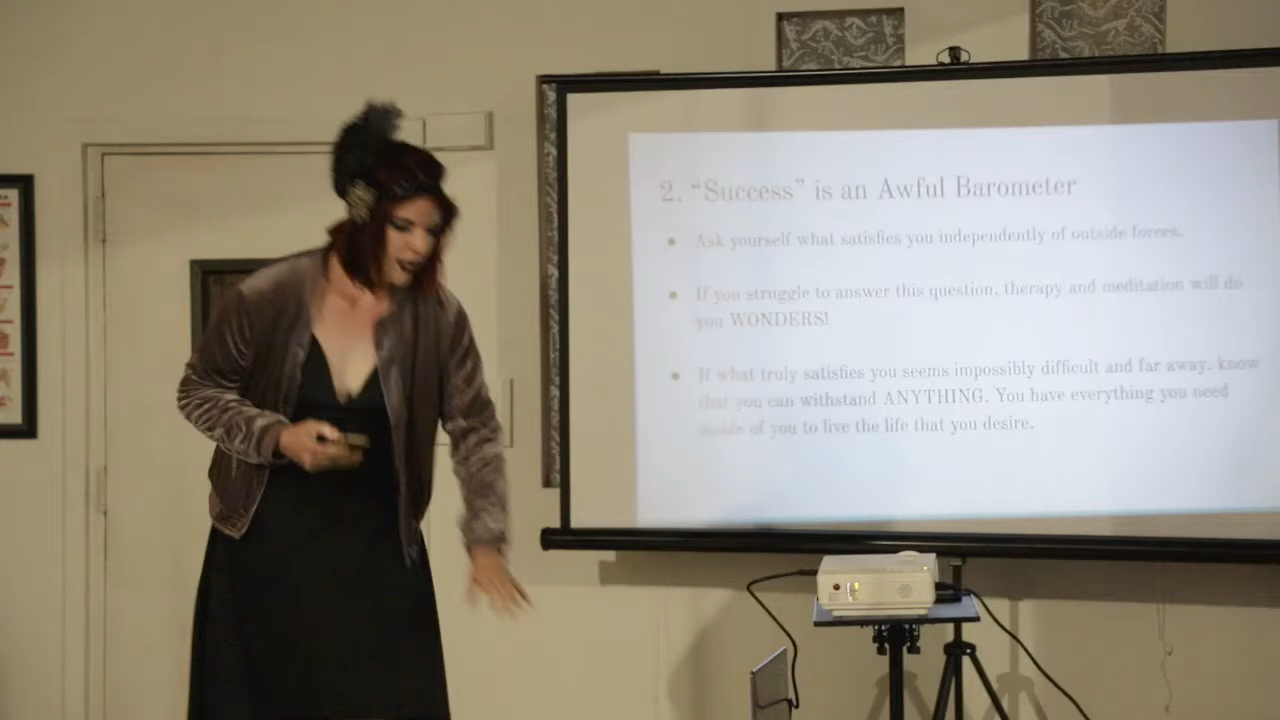 2. “Success” is an Awful Barometer
● Ask yourself what satisfies you independently of outside forces.
● If you struggle to answer this question, therapy and meditation will do
you WONDERS!
● If what truly satisfies you seems impossibly difficult and far away, know
that you can withstand ANYTHING. You have everything you need
inside of you to live the life that you desire.